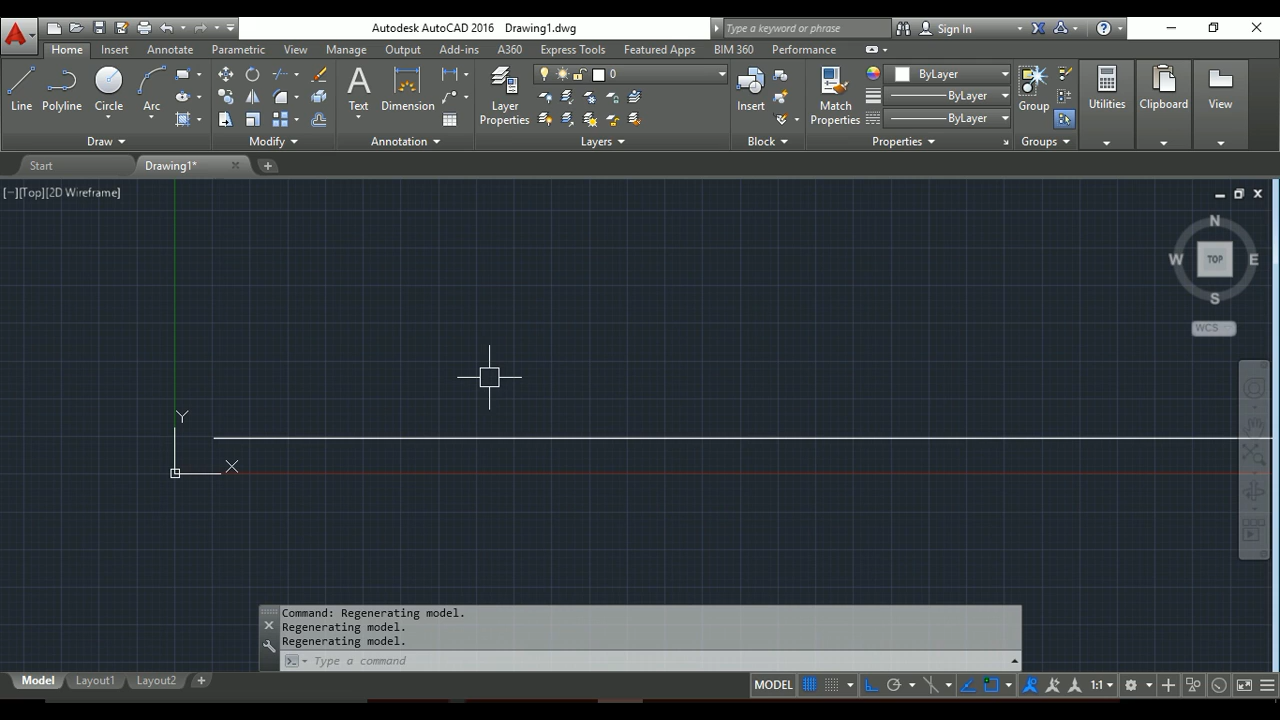 Autodesk AutoCAD 2016 Drawing1.dwg
Type a keyword or phrase
Sign In
Home Insert Annotate Parametric View Manage Output Add-ins A360 Express Tools Featured Apps BIM 360 Performance
0
ByLayer
ByLayer
ByLayer
Line Polyline Circle Arc
Text Dimension
Layer Properties
Insert
Match Properties
Group
Utilities
Clipboard
View
Draw Modify Annotation Layers Block Properties Groups
Start Drawing1*
[−][Top][2D Wireframe]
N
W TOP E
S
WCS
Y
X
Command: Regenerating model.
Regenerating model.
Regenerating model.
Type a command
Model Layout1 Layout2
MODEL 1:1